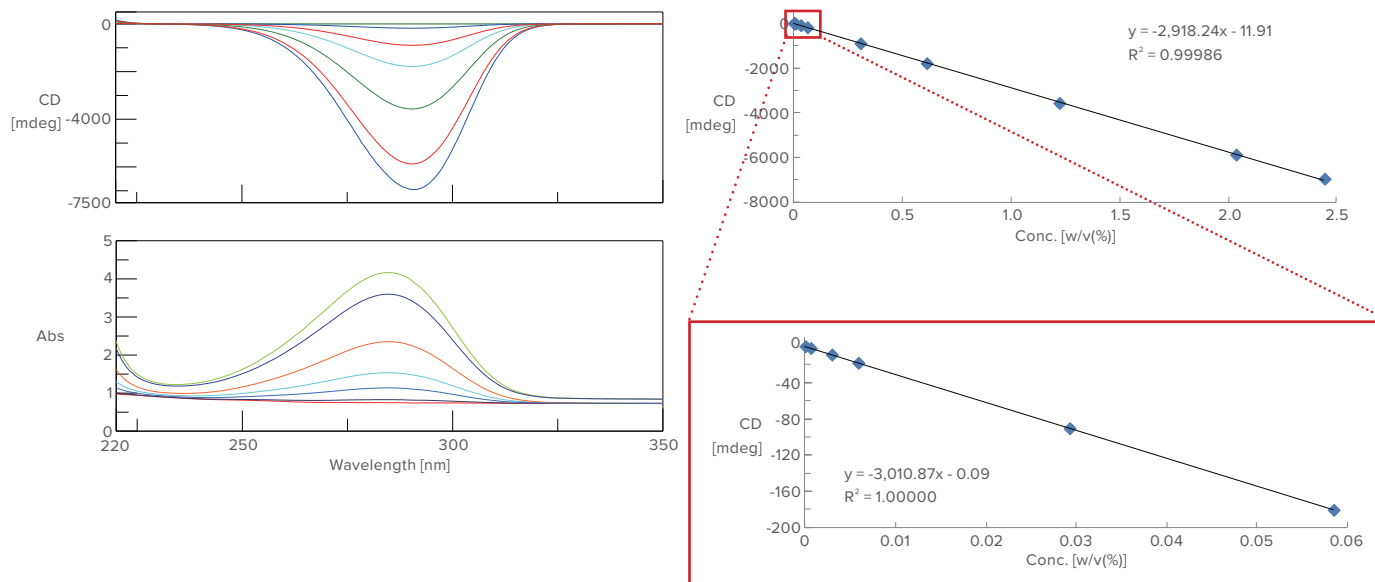 0
CD
[mdeg]
-4000
-7500
5
4
3
Abs
2
1
0
220
250
300
350
Wavelength [nm]
0
-2000
CD
[mdeg]
-4000
-6000
-8000
0
0.5
1.0
1.5
2.0
2.5
Conc. [w/v(%)]
y = -2,918.24x - 11.91
R² = 0.99986
0
-40
CD
[mdeg]
-80
-120
-160
-200
0
0.01
0.02
0.03
0.04
0.05
0.06
Conc. [w/v(%)]
y = -3,010.87x - 0.09
R² = 1.00000